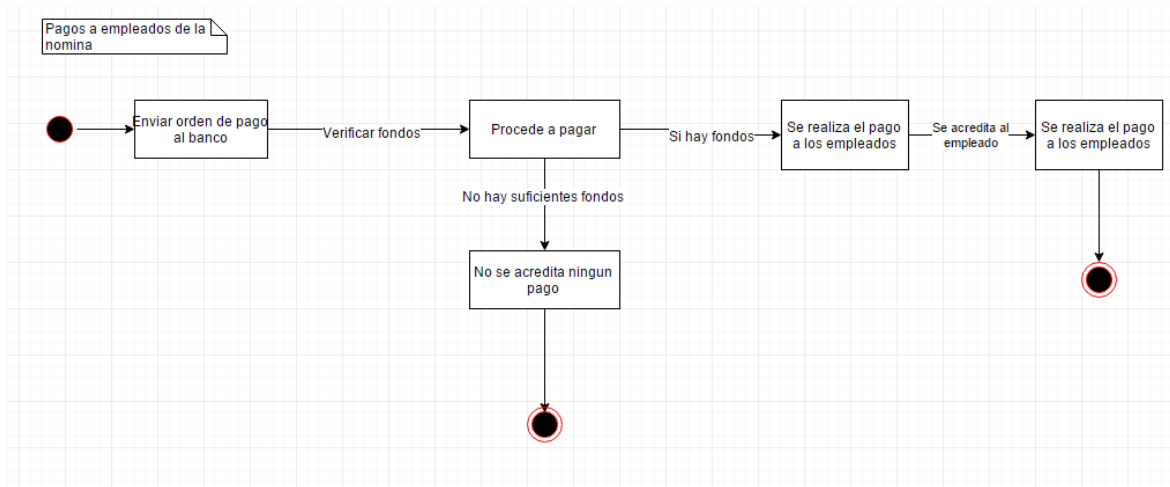 Pagos a empleados de la
nomina
Enviar orden de pago
al banco
Verificar fondos
Procede a pagar
Si hay fondos
Se realiza el pago
a los empleados
Se acredita al
empleado
Se realiza el pago
a los empleados
No hay suficientes fondos
No se acredita ningun
pago